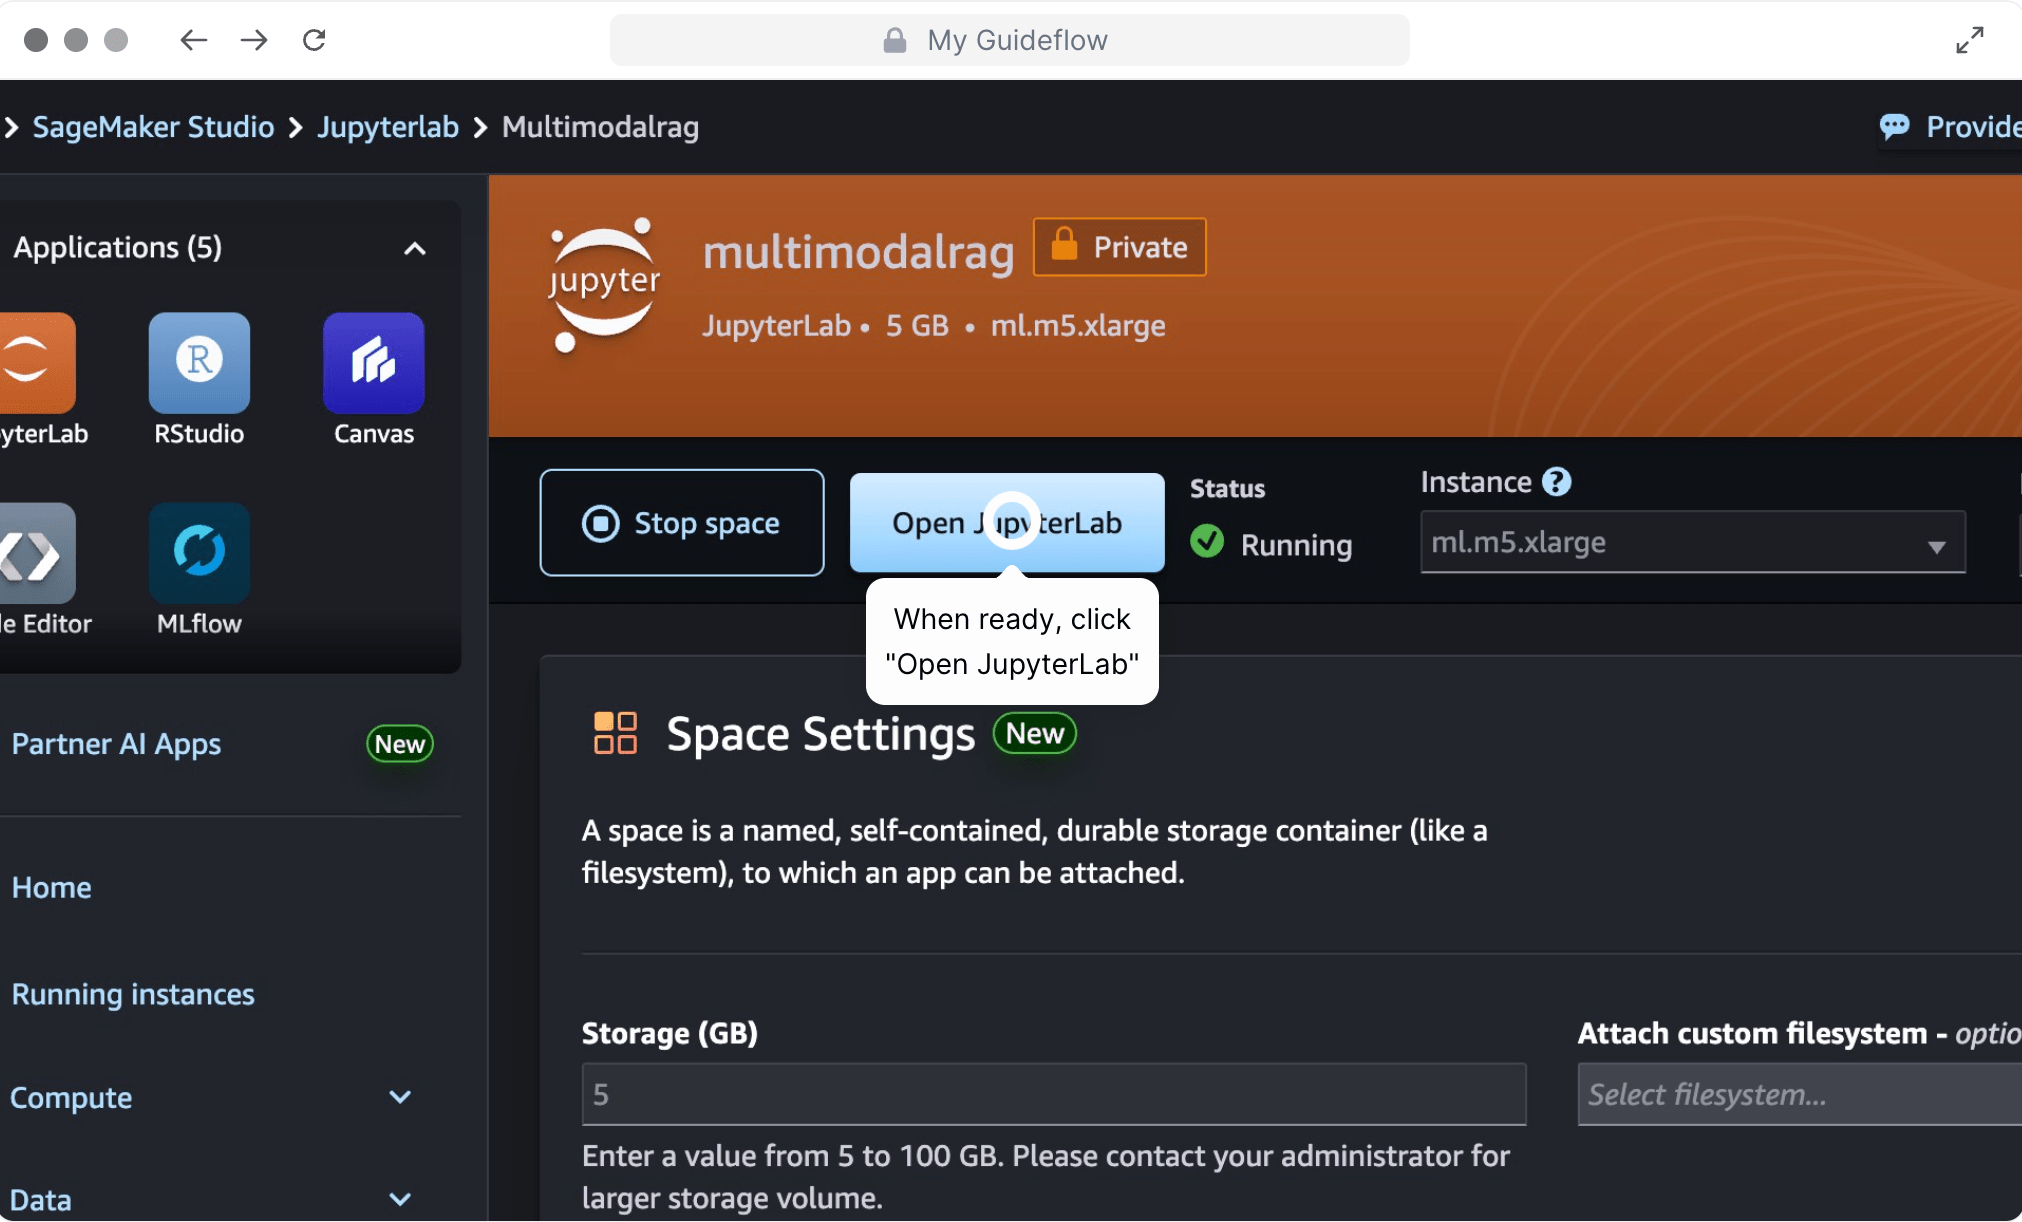 My Guideflow
SageMaker Studio Jupyterlab Multimodalrag
Provide
Applications (5)
yterLab
RStudio
Canvas
e Editor
MLflow
Partner AI Apps
New
Home
Running instances
Compute
Data
jupyter
multimodalrag
Private
JupyterLab • 5 GB • ml.m5.xlarge
Stop space
Open JupyterLab
Status
Running
Instance ?
ml.m5.xlarge
When ready, click
"Open JupyterLab"
Space Settings
New
A space is a named, self-contained, durable storage container (like a
filesystem), to which an app can be attached.
Storage (GB)
5
Enter a value from 5 to 100 GB. Please contact your administrator for
larger storage volume.
Attach custom filesystem - optio
Select filesystem...